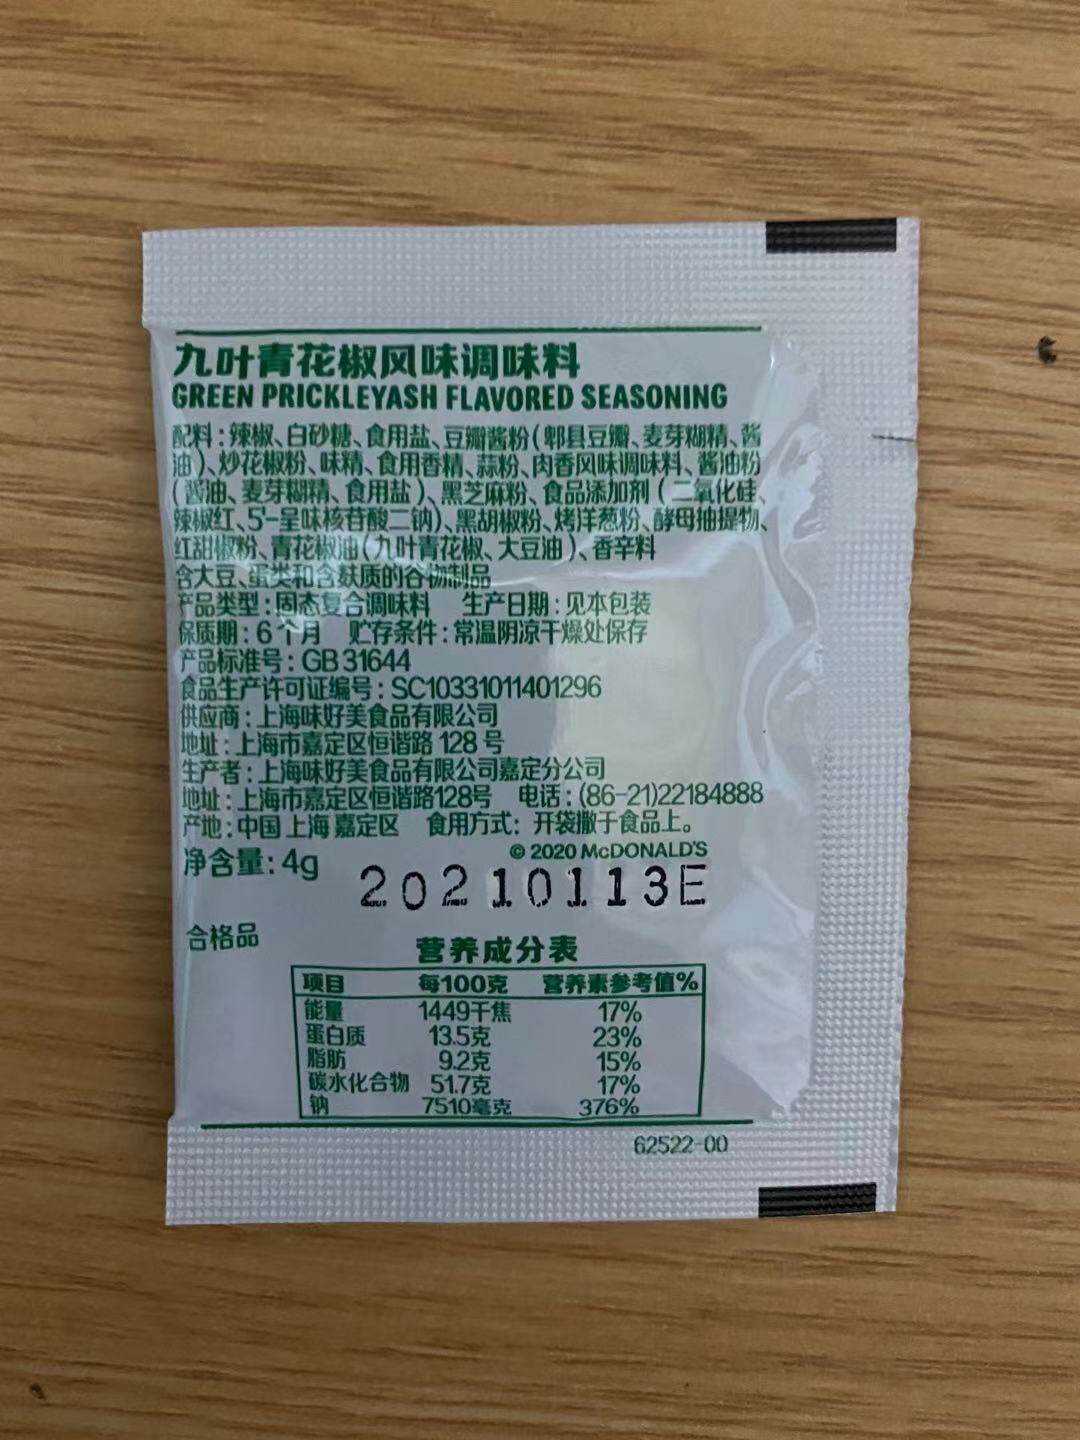 九叶青花椒风味调味料
GREEN PRICKLEYASH FLAVORED SEASONING
配料：辣椒、白砂糖、食用盐、豆瓣酱粉（郫县豆瓣、麦芽糊精、酱
油）、炒花椒粉、味精、食用香精、蒜粉、肉香风味调味料、酱油粉
（酱油、麦芽糊精、食用盐）、黑芝麻粉、食品添加剂（二氧化硅、
辣椒红、5'-呈味核苷酸二钠）、黑胡椒粉、烤洋葱粉、酵母抽提物、
红甜椒粉、青花椒油（九叶青花椒、大豆油）、香辛料
含大豆、蛋类和含麸质的谷物制品
产品类型：固态复合调味料 生产日期：见本包装
保质期：6个月 贮存条件：常温阴凉干燥处保存
产品标准号：GB 31644
食品生产许可证编号：SC10331011401296
供应商：上海味好美食品有限公司
地址：上海市嘉定区恒谐路 128 号
生产者：上海味好美食品有限公司嘉定分公司
地址：上海市嘉定区恒谐路128号 电话：(86-21)22184888
产地：中国 上海 嘉定区 食用方式：开袋撒于食品上。
© 2020 McDONALD'S
净含量：4g
20210113E
合格品
营养成分表
项目 每100克 营养素参考值%
能量 1449千焦 17%
蛋白质 13.5克 23%
脂肪 9.2克 15%
碳水化合物 51.7克 17%
钠 7510毫克 376%
62522-00